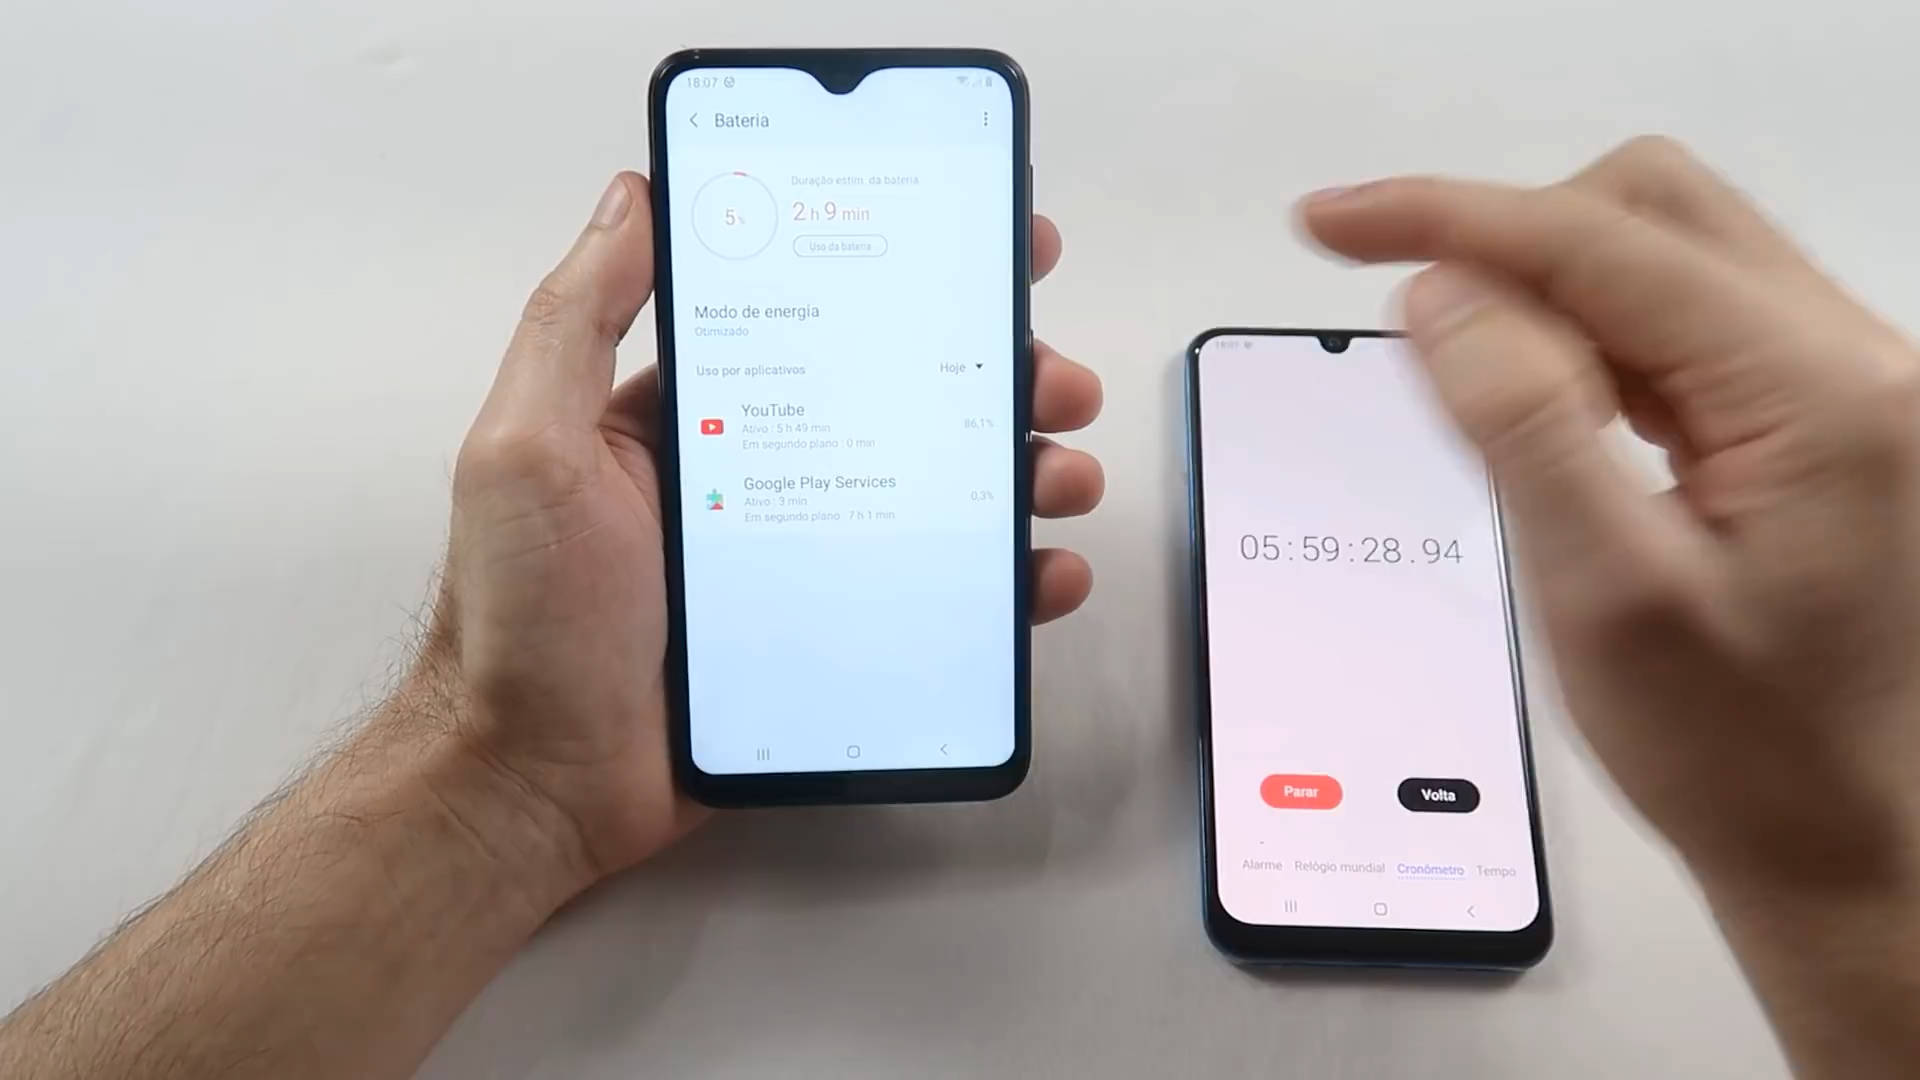 18:07
Bateria
Duração estim. da bateria
5%
2 h 9 min
Uso da bateria
Modo de energia
Otimizado
Uso por aplicativos
Hoje
YouTube
Ativo : 5 h 49 min
86,1%
Em segundo plano : 0 min
Google Play Services
Ativo : 3 min
0,3%
Em segundo plano : 7 h 1 min
18:07
05:59:28.94
Parar
Volta
Alarme
Relógio mundial
Cronômetro
Tempo